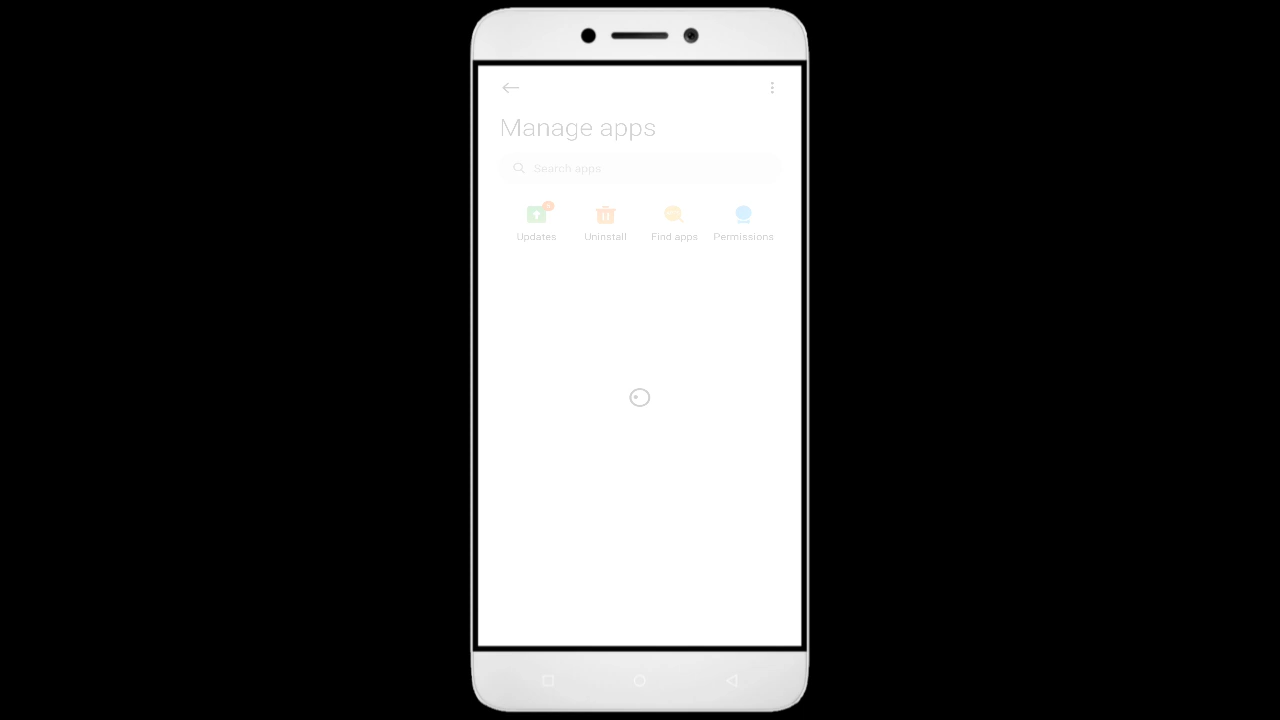 Manage apps
Search apps
Updates
Uninstall
Find apps
Permissions